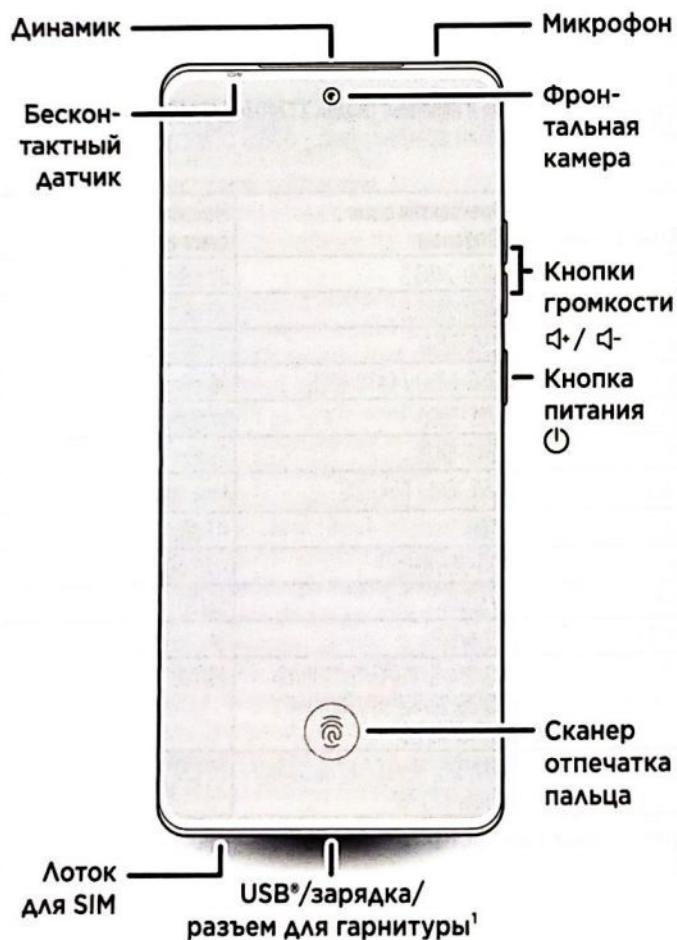 Динамик
Микрофон
Бескон-
тактный
датчик
Фрон-
тальная
камера
Кнопки
громкости
+ / -
Кнопка
питания
Сканер
отпечатка
пальца
Лоток
для SIM
USB®/зарядка/
разъем для гарнитуры¹